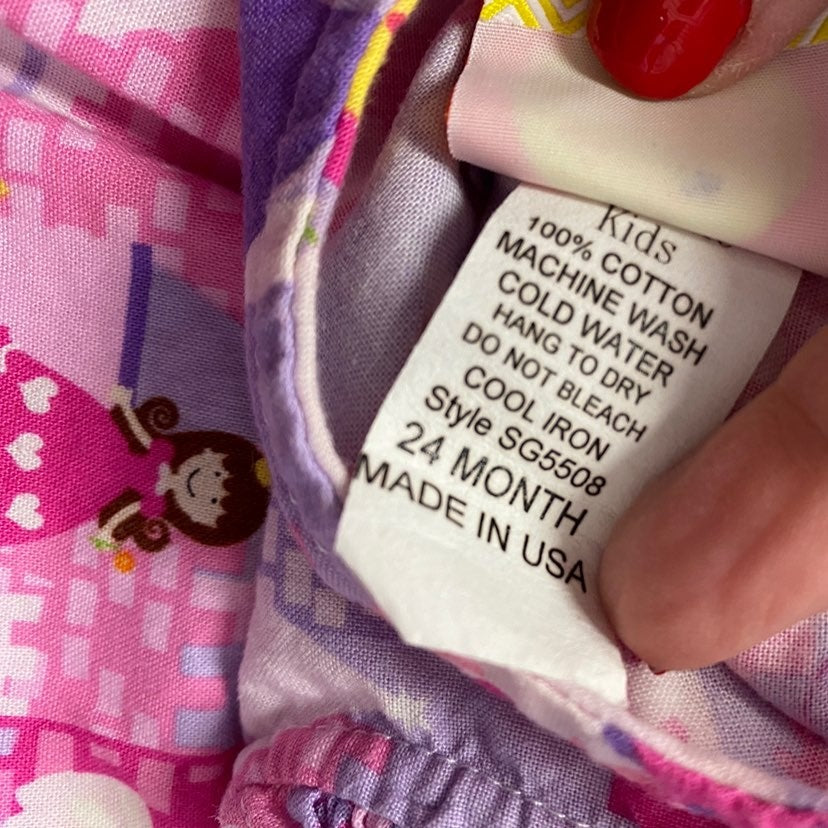 Kids
100% COTTON
MACHINE WASH
COLD WATER
HANG TO DRY
DO NOT BLEACH
COOL IRON
Style SG5508
24 MONTH
MADE IN USA